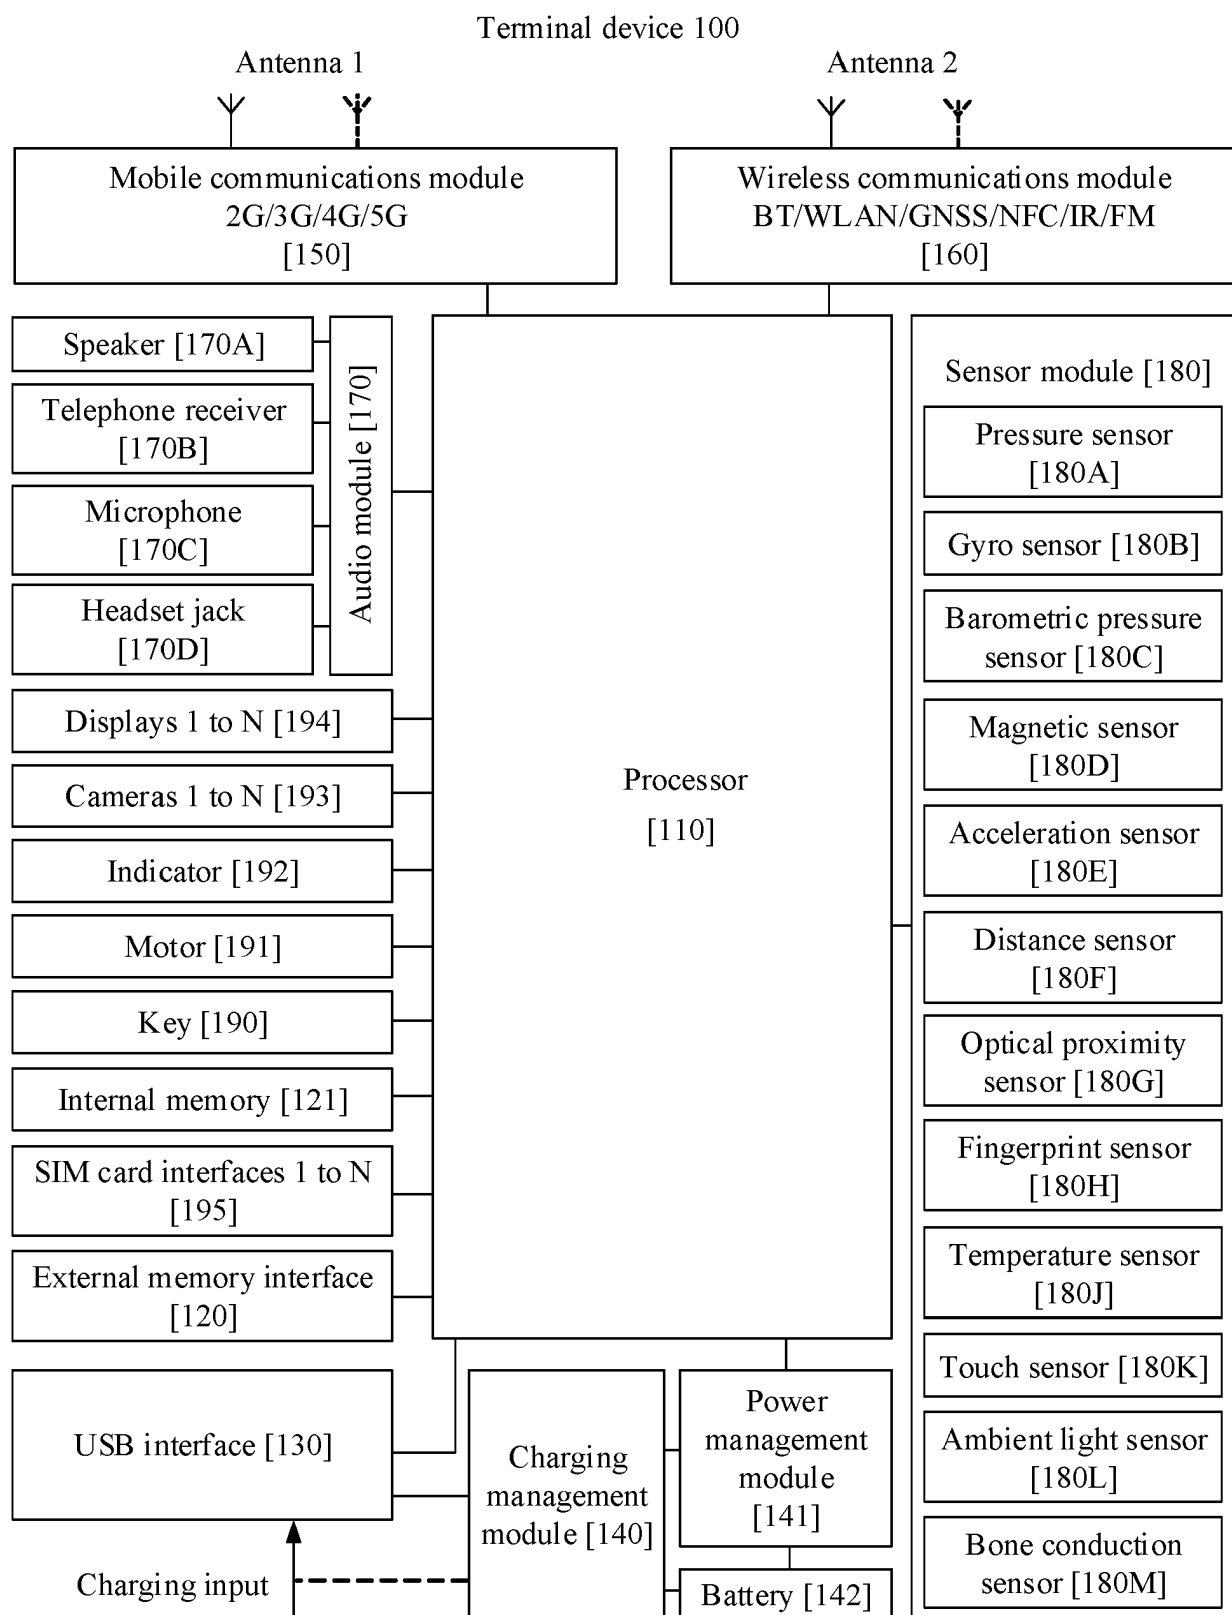 Terminal device 100
Antenna 1
Antenna 2
Mobile communications module
2G/3G/4G/5G
[150]
Wireless communications module
BT/WLAN/GNSS/NFC/IR/FM
[160]
Speaker [170A]
Telephone receiver
[170B]
Microphone
[170C]
Headset jack
[170D]
Audio module [170]
Displays 1 to N [194]
Cameras 1 to N [193]
Indicator [192]
Motor [191]
Key [190]
Internal memory [121]
SIM card interfaces 1 to N
[195]
External memory interface
[120]
USB interface [130]
Charging input
Processor
[110]
Charging
management
module [140]
Power
management
module
[141]
Battery [142]
Sensor module [180]
Pressure sensor
[180A]
Gyro sensor [180B]
Barometric pressure
sensor [180C]
Magnetic sensor
[180D]
Acceleration sensor
[180E]
Distance sensor
[180F]
Optical proximity
sensor [180G]
Fingerprint sensor
[180H]
Temperature sensor
[180J]
Touch sensor [180K]
Ambient light sensor
[180L]
Bone conduction
sensor [180M]